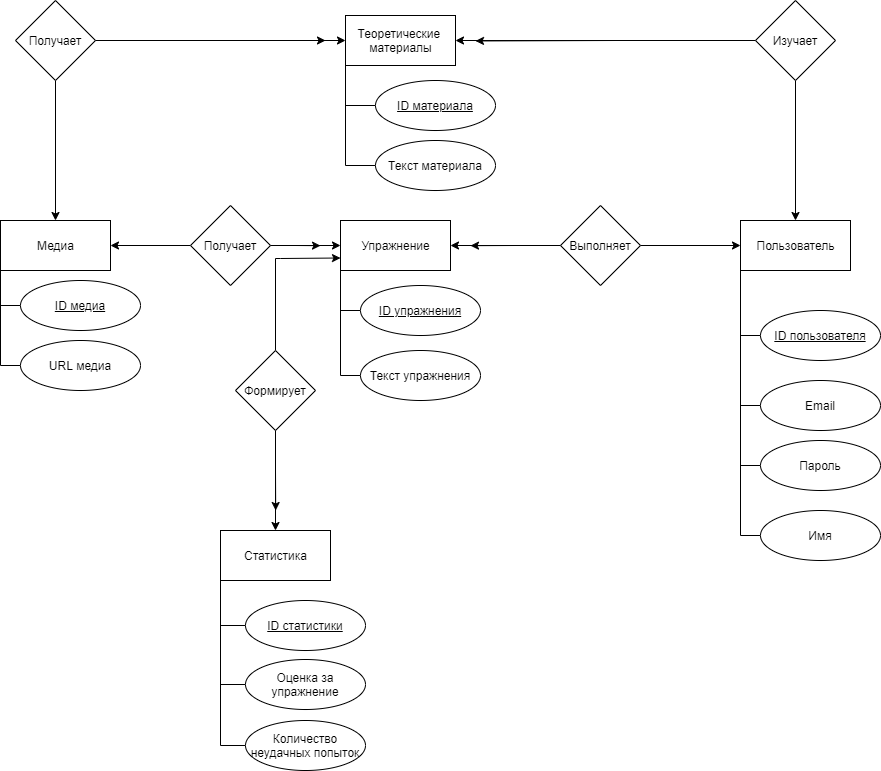 Получает
Теоретические
материалы
Изучает
ID материала
Текст материала
Медиа
Получает
Упражнение
Выполняет
Пользователь
ID медиа
URL медиа
ID упражнения
Текст упражнения
ID пользователя
Email
Пароль
Имя
Формирует
Статистика
ID статистики
Оценка за
упражнение
Количество
неудачных попыток